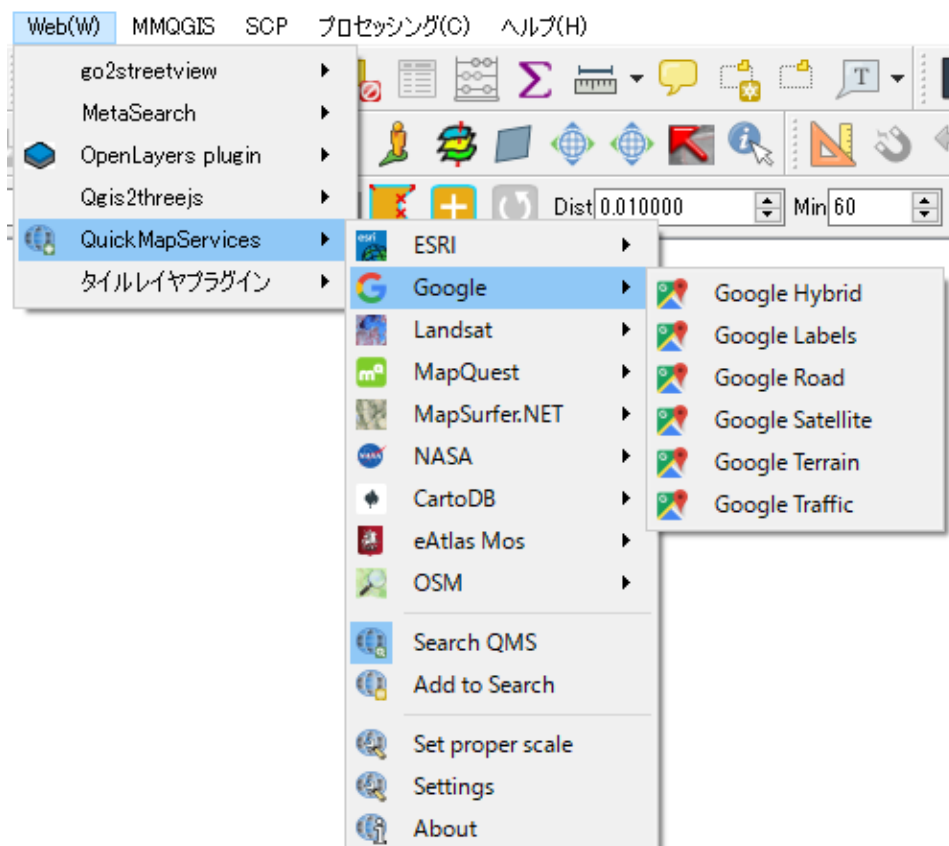 Web(W) MMQGIS SCP プロセッシング(C) ヘルプ(H)
go2streetview
MetaSearch
OpenLayers plugin
Qgis2threejs
QuickMapServices
タイルレイヤプラグイン
T
Dist 0.010000 Min 60
esri ESRI
Google
Landsat
mq MapQuest
MapSurfer.NET
NASA NASA
CartoDB
eAtlas Mos
OSM
Search QMS
Add to Search
Set proper scale
Settings
About
Google Hybrid
Google Labels
Google Road
Google Satellite
Google Terrain
Google Traffic